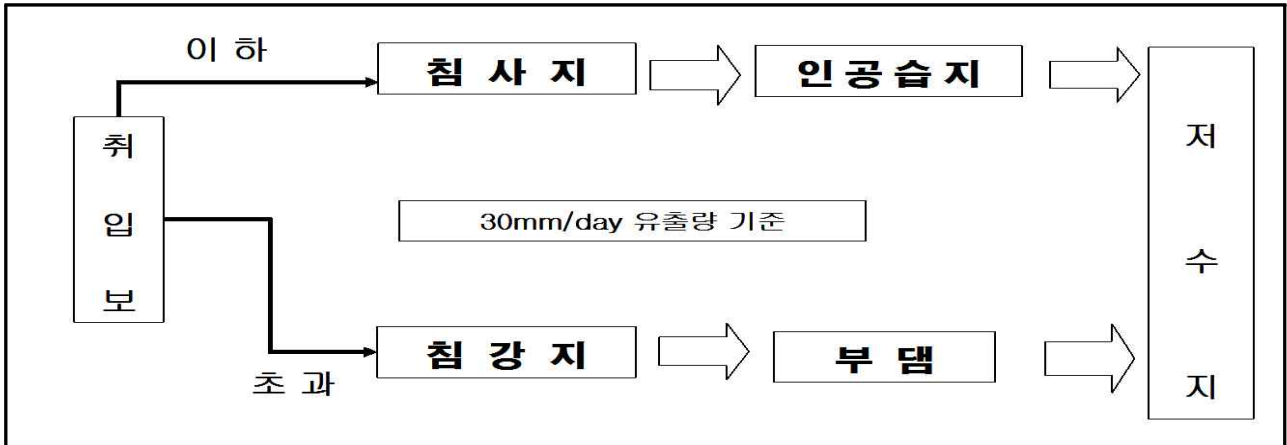 이 하
침 사 지
인 공 습 지
취 입 보
30mm/day 유출량 기준
저 수 지
초 과
침 강 지
부 댐